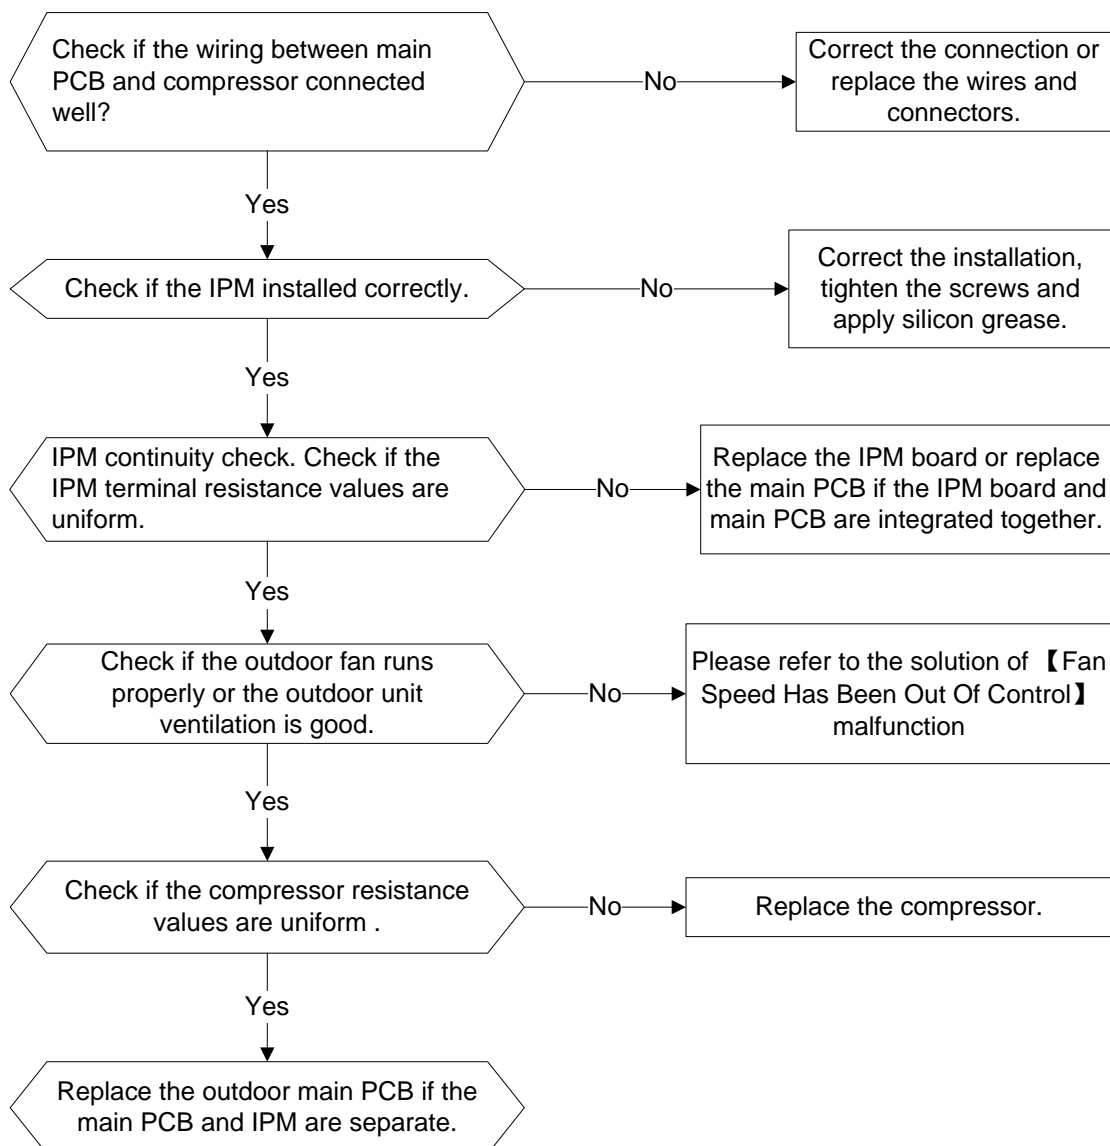 Check if the wiring between main
PCB and compressor connected
well?
No
Correct the connection or
replace the wires and
connectors.
Yes
Check if the IPM installed correctly.
No
Correct the installation,
tighten the screws and
apply silicon grease.
Yes
IPM continuity check. Check if the
IPM terminal resistance values are
uniform.
No
Replace the IPM board or replace
the main PCB if the IPM board and
main PCB are integrated together.
Yes
Check if the outdoor fan runs
properly or the outdoor unit
ventilation is good.
No
Please refer to the solution of 【Fan
Speed Has Been Out Of Control】
malfunction
Yes
Check if the compressor resistance
values are uniform .
No
Replace the compressor.
Yes
Replace the outdoor main PCB if the
main PCB and IPM are separate.